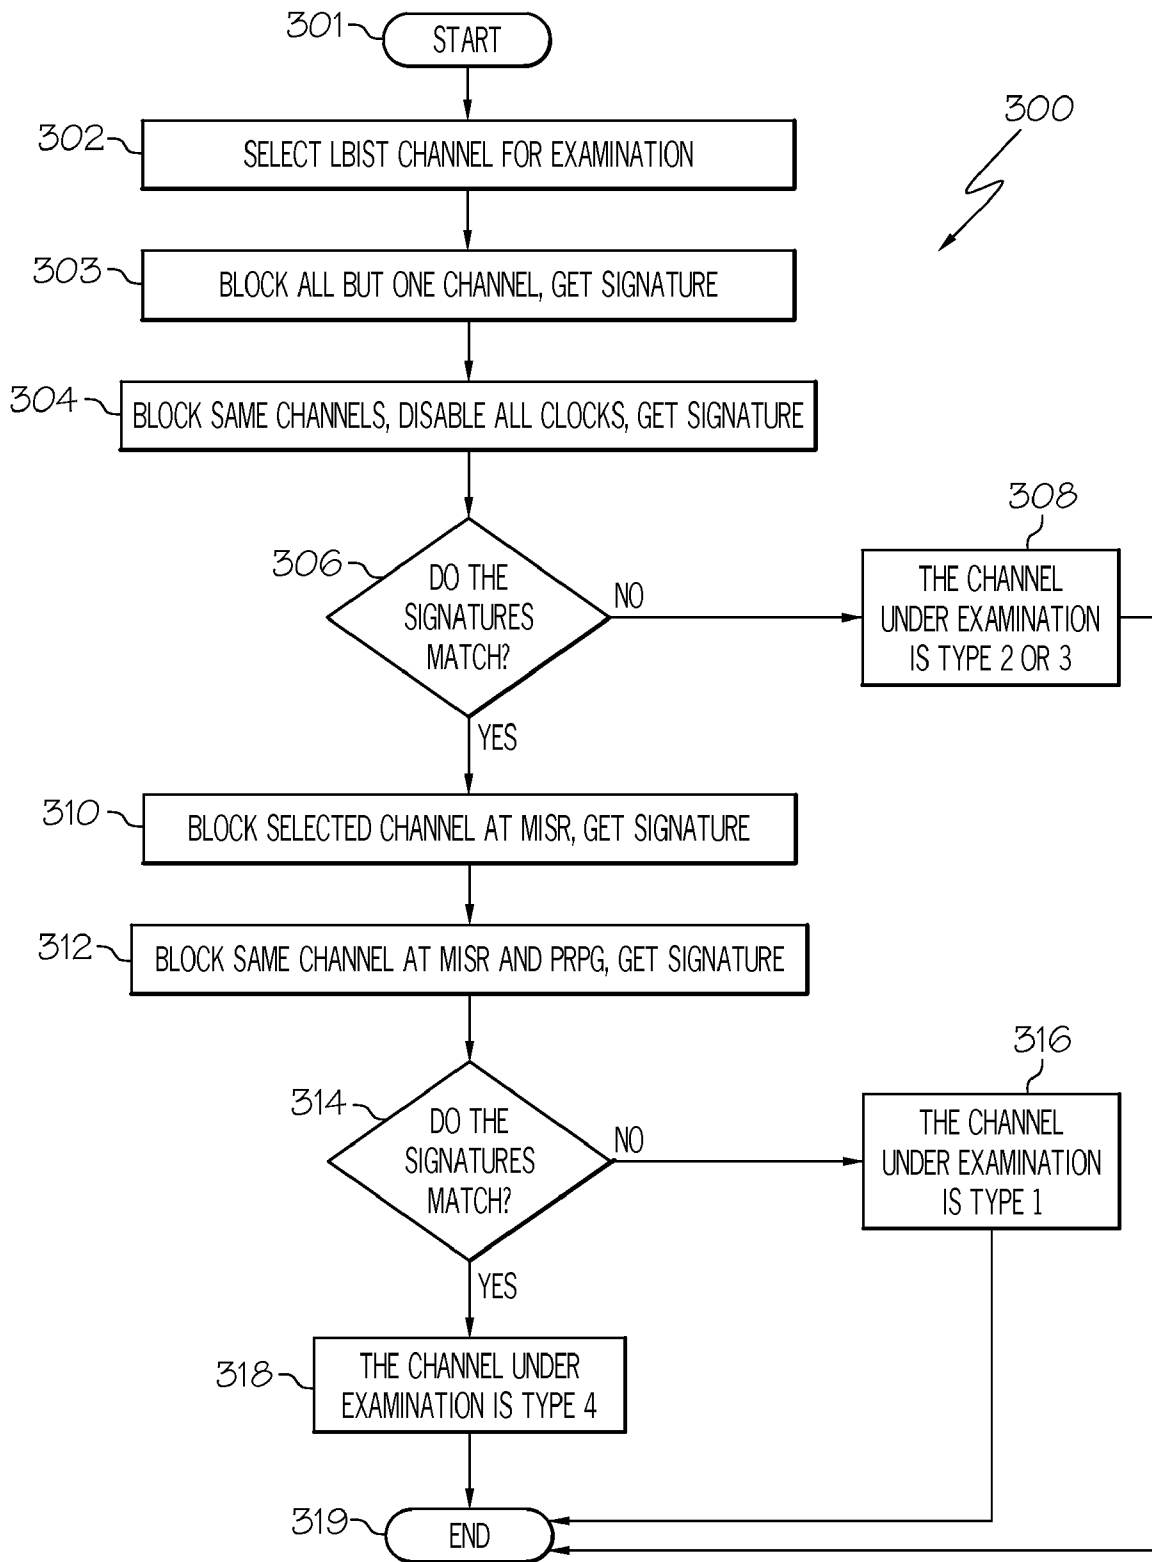 301
START
300
302
SELECT LBIST CHANNEL FOR EXAMINATION
303
BLOCK ALL BUT ONE CHANNEL, GET SIGNATURE
304
BLOCK SAME CHANNELS, DISABLE ALL CLOCKS, GET SIGNATURE
306
DO THE
SIGNATURES
MATCH?
NO
308
THE CHANNEL
UNDER EXAMINATION
IS TYPE 2 OR 3
YES
310
BLOCK SELECTED CHANNEL AT MISR, GET SIGNATURE
312
BLOCK SAME CHANNEL AT MISR AND PRPG, GET SIGNATURE
314
DO THE
SIGNATURES
MATCH?
NO
316
THE CHANNEL
UNDER EXAMINATION
IS TYPE 1
YES
318
THE CHANNEL UNDER
EXAMINATION IS TYPE 4
319
END